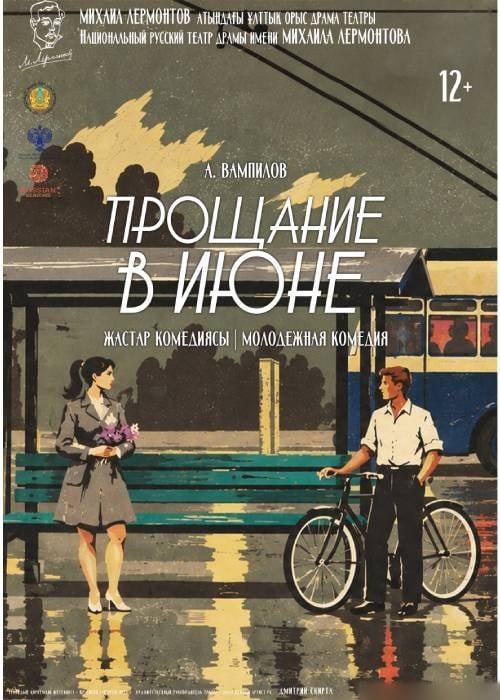 МИХАИЛ ЛЕРМОНТОВ АТЫНДАҒЫ ҰЛТТЫҚ ОРЫС ДРАМА ТЕАТРЫ
НАЦИОНАЛЬНЫЙ РУССКИЙ ТЕАТР ДРАМЫ ИМЕНИ МИХАИЛА ЛЕРМОНТОВА
12+
А. ВАМПИЛОВ
ПРОЩАНИЕ
В ИЮНЕ
ЖАСТАР КОМЕДИЯСЫ | МОЛОДЕЖНАЯ КОМЕДИЯ
ДМИТРИЙ СКИРТА